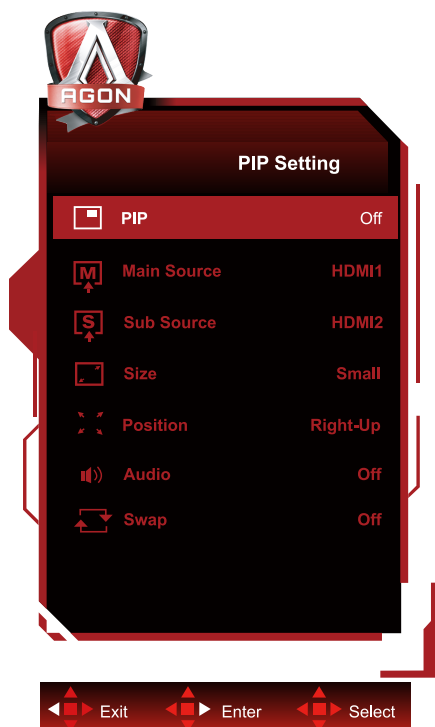 AGON
PIP Setting
PIP Off
M Main Source HDMI1
S Sub Source HDMI2
Size Small
Position Right-Up
Audio Off
Swap Off
Exit Enter Select